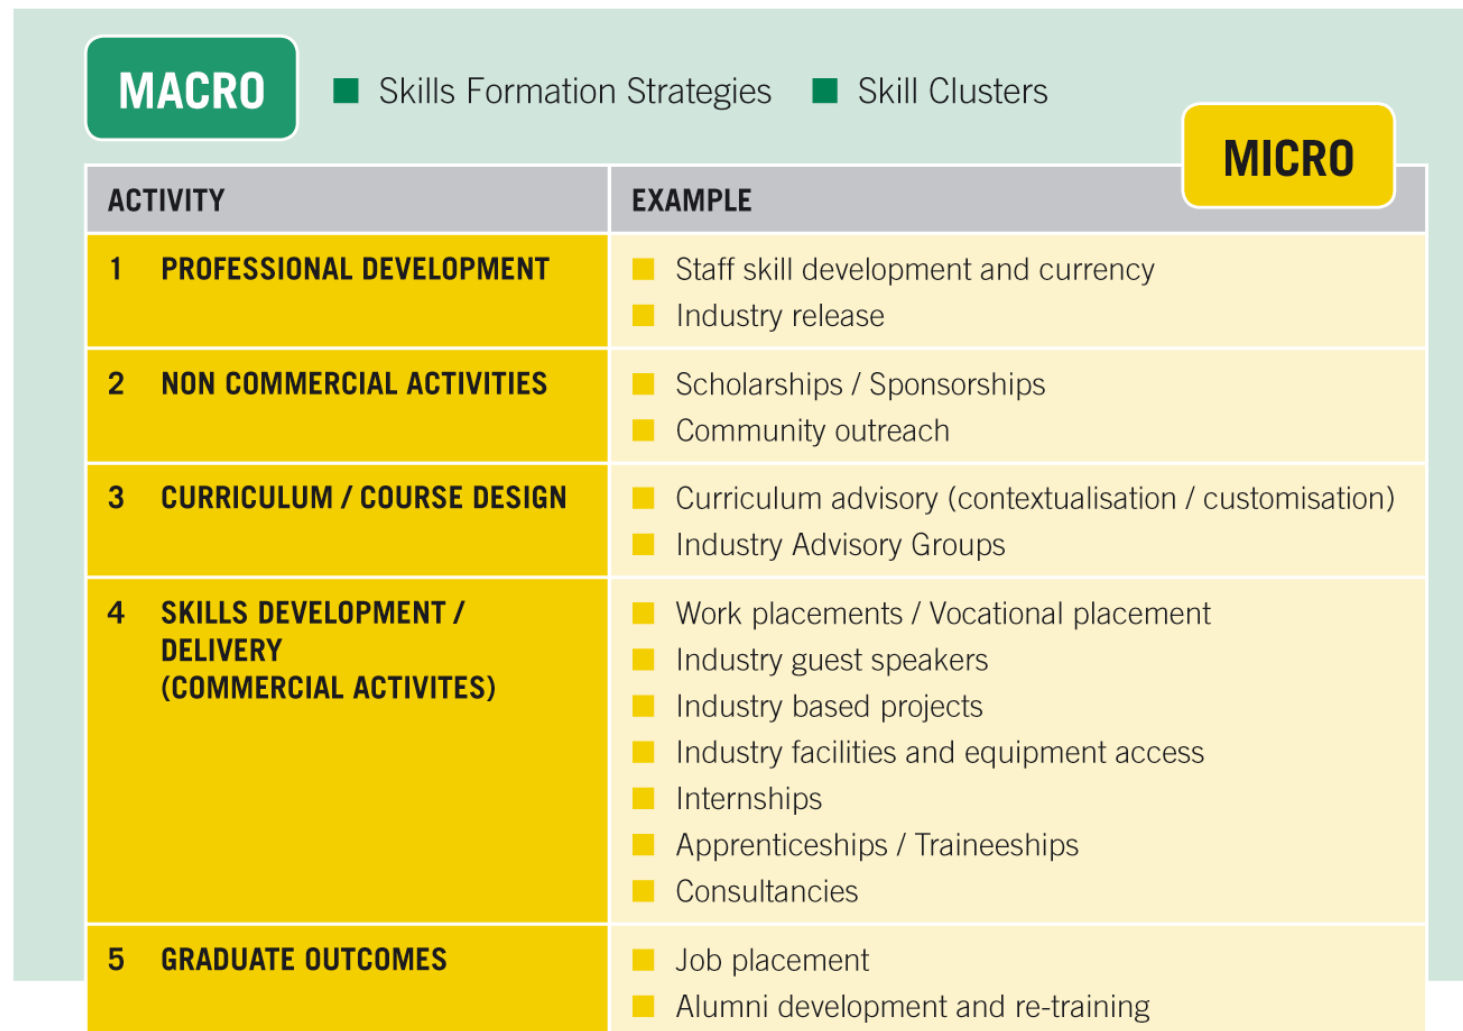 MACRO
Skills Formation Strategies
Skill Clusters
MICRO
ACTIVITY
EXAMPLE
1 PROFESSIONAL DEVELOPMENT
Staff skill development and currency
Industry release
2 NON COMMERCIAL ACTIVITIES
Scholarships / Sponsorships
Community outreach
3 CURRICULUM / COURSE DESIGN
Curriculum advisory (contextualisation / customisation)
Industry Advisory Groups
4 SKILLS DEVELOPMENT /
DELIVERY
(COMMERCIAL ACTIVITES)
Work placements / Vocational placement
Industry guest speakers
Industry based projects
Industry facilities and equipment access
Internships
Apprenticeships / Traineeships
Consultancies
5 GRADUATE OUTCOMES
Job placement
Alumni development and re-training